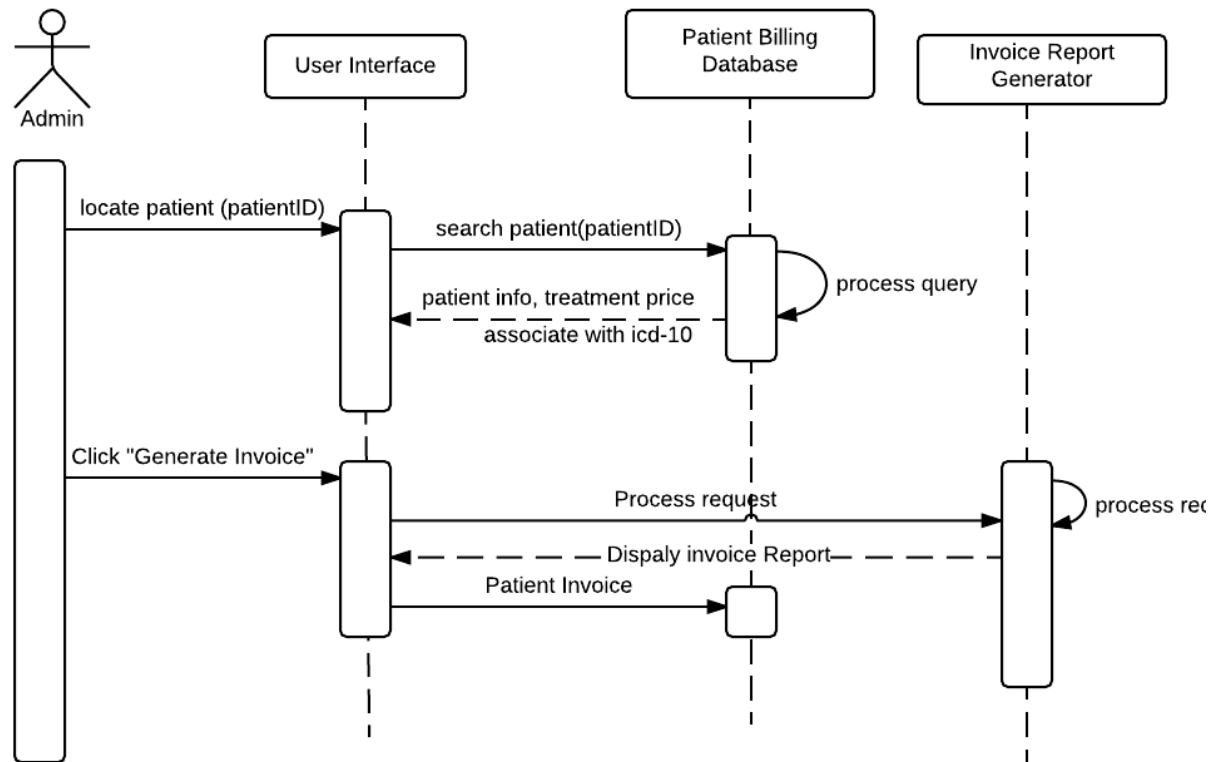 Admin
User Interface
Patient Billing
Database
Invoice Report
Generator
locate patient (patientID)
search patient(patientID)
process query
patient info, treatment price
associate with icd-10
Click "Generate Invoice"
Process request
process
Dispaly invoice Report
Patient Invoice